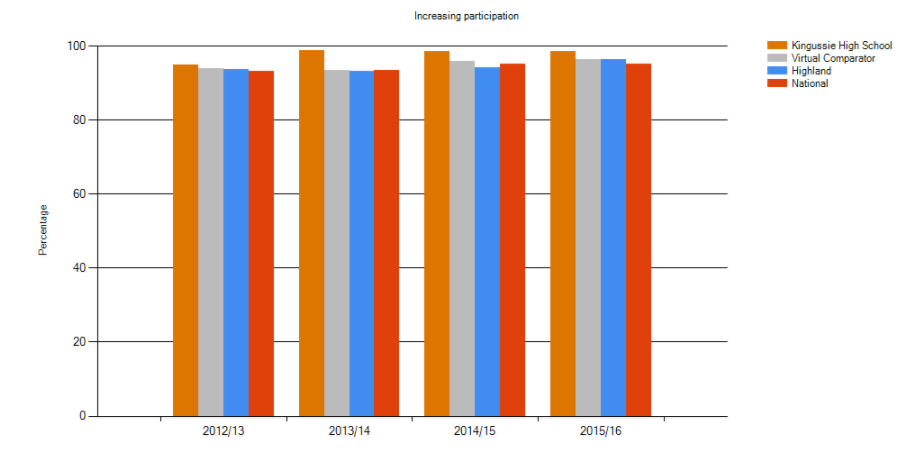 Increasing participation
Kingussie High School
Virtual Comparator
Highland
National
Percentage
100
80
60
40
20
0
2012/13
2013/14
2014/15
2015/16